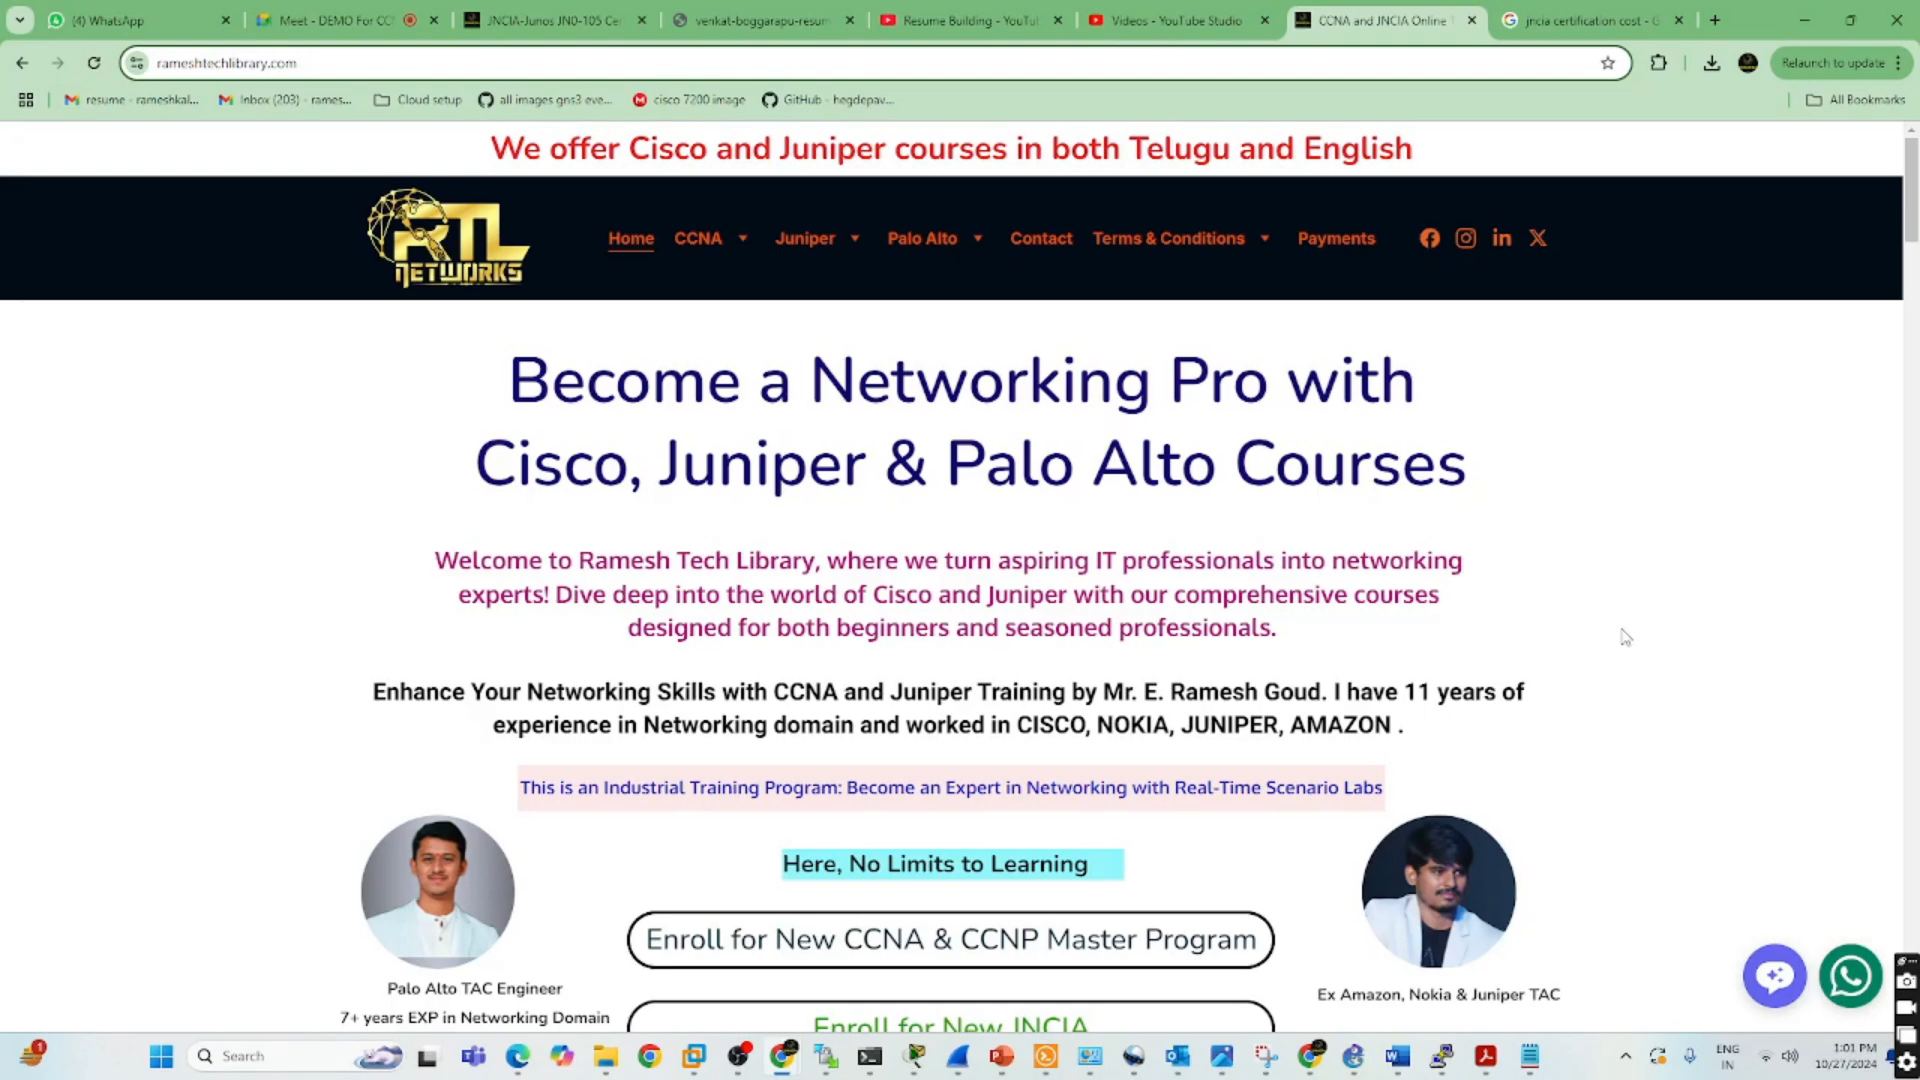 (4) WhatsApp
Meet - DEMO For CC
JNCIA-Junos JN0-105 Cer
venkat-boggarapu-resum
Resume Building - YouTu
Videos - YouTube Studio
CCNA and JNCIA Online
jncia certification cost - G
rameshtechlibrary.com
Relaunch to update
resume - rameshkal...
Inbox (203) - rames...
Cloud setup
all images gns3 eve...
cisco 7200 image
GitHub - hegdepav...
All Bookmarks
We offer Cisco and Juniper courses in both Telugu and English
RTL
NETWORKS
Home
CCNA
Juniper
Palo Alto
Contact
Terms & Conditions
Payments
Become a Networking Pro with
Cisco, Juniper & Palo Alto Courses
Welcome to Ramesh Tech Library, where we turn aspiring IT professionals into networking
experts! Dive deep into the world of Cisco and Juniper with our comprehensive courses
designed for both beginners and seasoned professionals.
Enhance Your Networking Skills with CCNA and Juniper Training by Mr. E. Ramesh Goud. I have 11 years of
experience in Networking domain and worked in CISCO, NOKIA, JUNIPER, AMAZON .
This is an Industrial Training Program: Become an Expert in Networking with Real-Time Scenario Labs
Here, No Limits to Learning
Enroll for New CCNA & CCNP Master Program
Palo Alto TAC Engineer
7+ years EXP in Networking Domain
Ex Amazon, Nokia & Juniper TAC
Enroll for New JNCIA
1
Search
ENG
IN
1:01 PM
10/27/2024